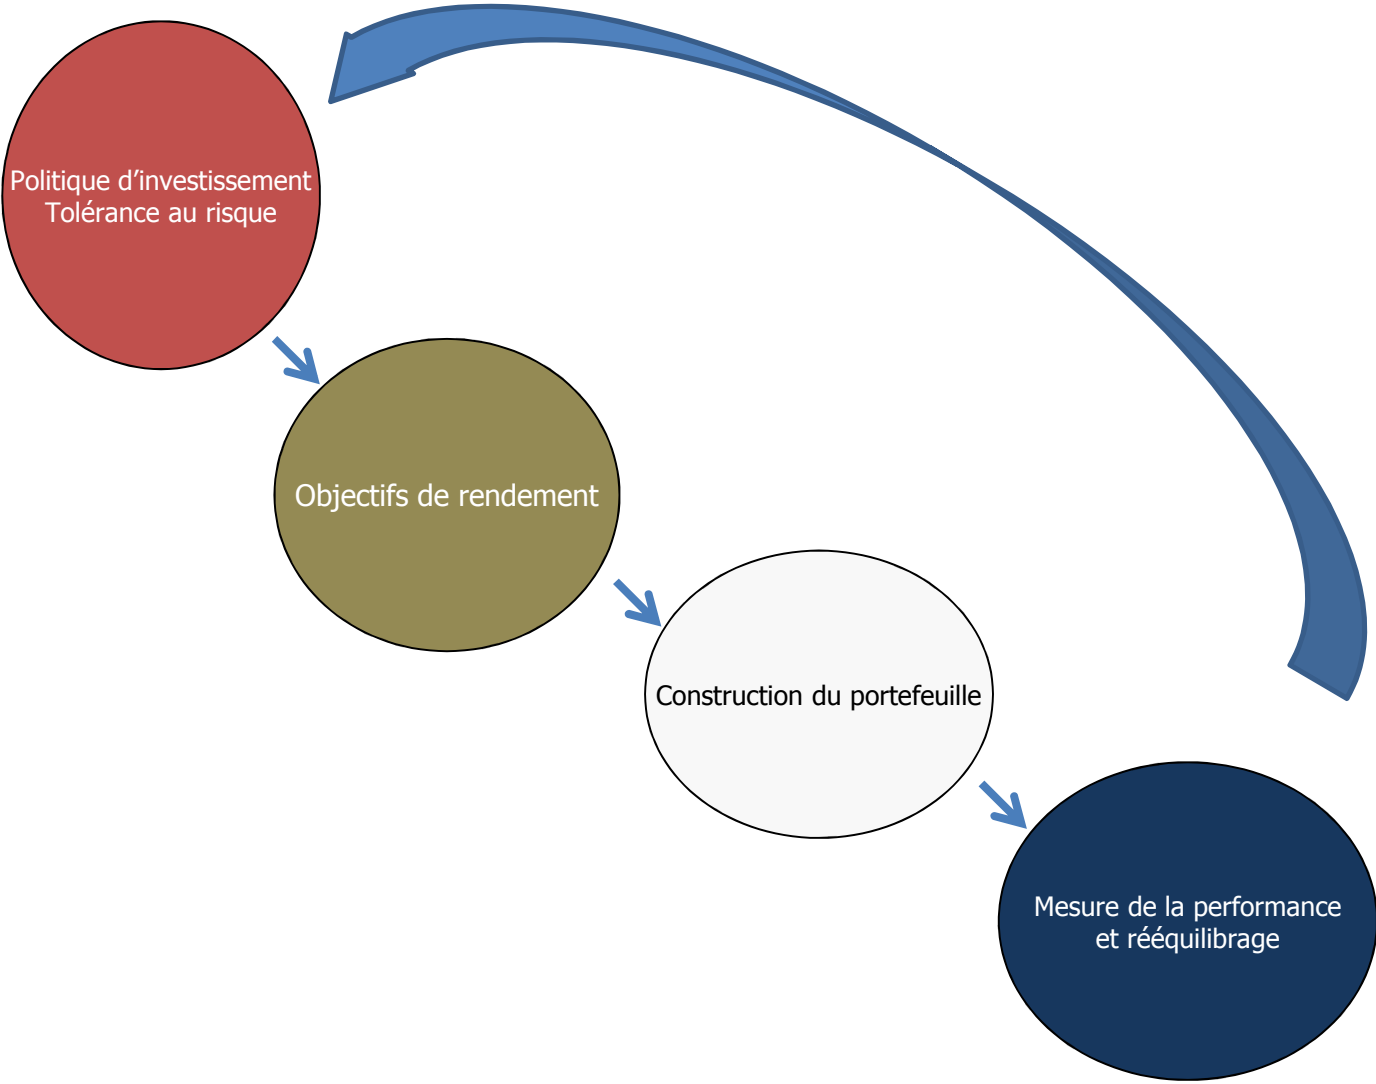 Politique d’investissement
Tolérance au risque
Objectifs de rendement
Construction du portefeuille
Mesure de la performance
et rééquilibrage